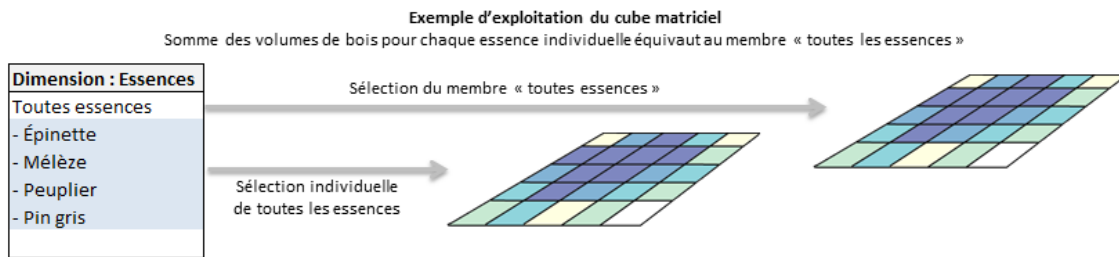 Exemple d’exploitation du cube matriciel
Somme des volumes de bois pour chaque essence individuelle équivaut au membre « toutes les essences »
Dimension : Essences
Toutes essences
- Épinette
- Mélèze
- Peuplier
- Pin gris
Sélection du membre « toutes essences »
Sélection individuelle
de toutes les essences